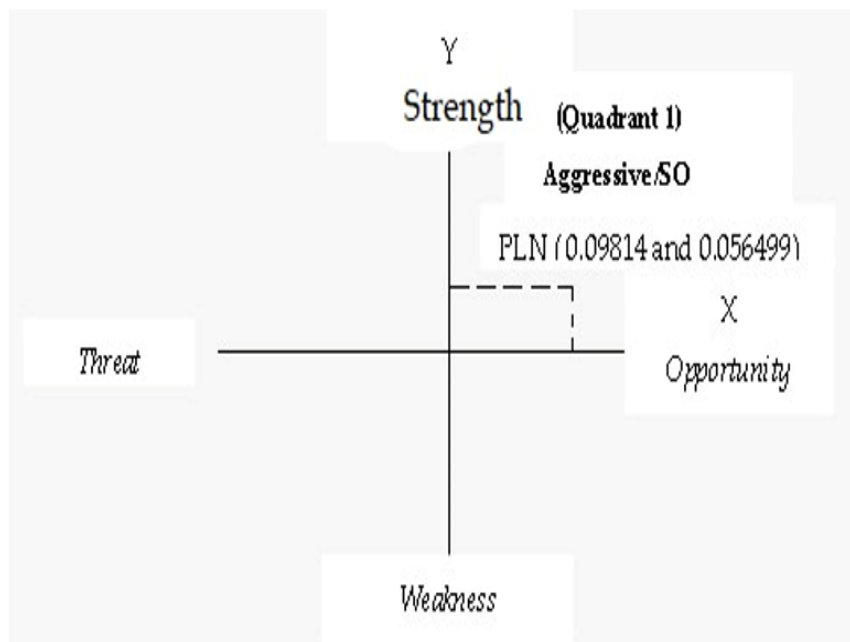 Y
Strength
(Quadrant 1)
Aggressive/SO
PLN (0.09814 and 0.056499)
X
Opportunity
Threat
Weakness